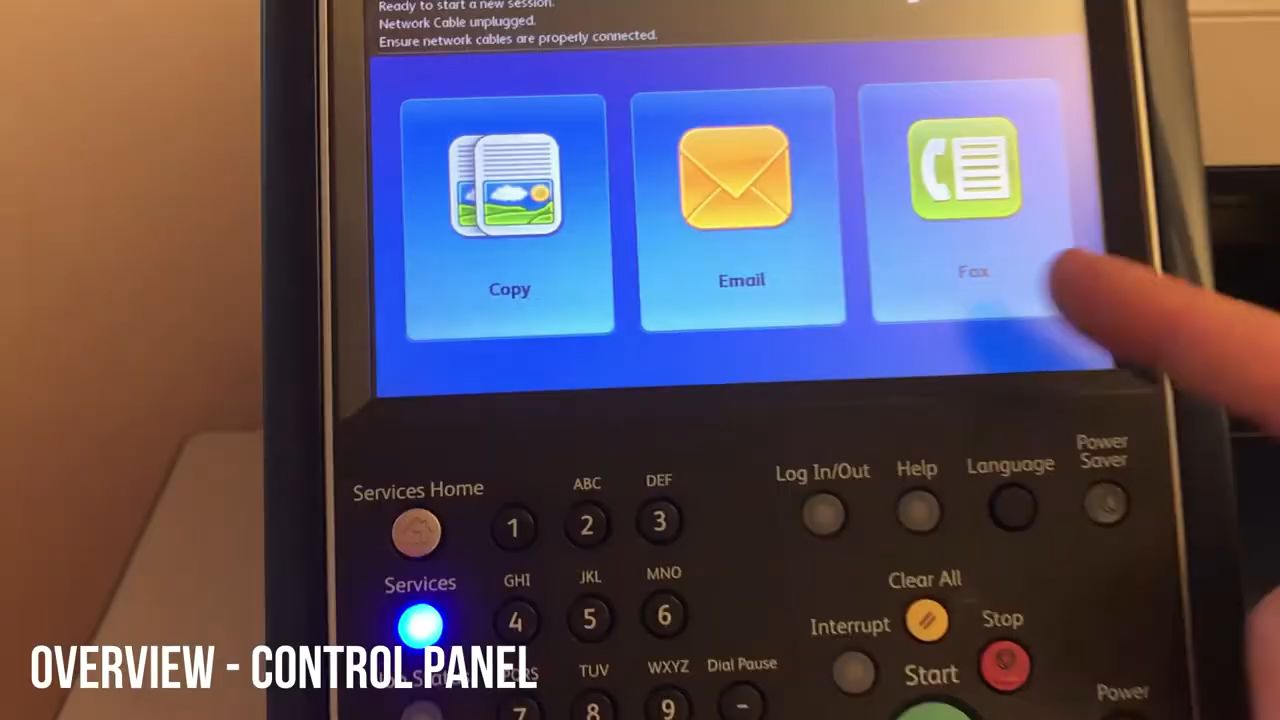 Ready to start a new session.
Network Cable unplugged.
Ensure network cables are properly connected.
Copy
Email
Fax
Services Home
ABC
DEF
1
2
3
Log In/Out
Help
Language
Power
Saver
Services
GHI
JKL
MNO
4
5
6
Clear All
Interrupt
Stop
Start
OVERVIEW - CONTROL PANEL
PQRS
TUV
WXYZ
Dial Pause
7
8
9
-
Power